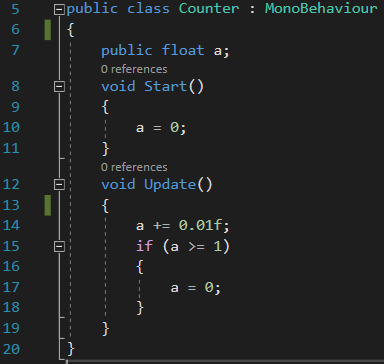 5 public class Counter : MonoBehaviour
6 {
7 public float a;
0 references
8 void Start()
9 {
10 a = 0;
11 }
0 references
12 void Update()
13 {
14 a += 0.01f;
15 if (a >= 1)
16 {
17 a = 0;
18 }
19 }
20 }